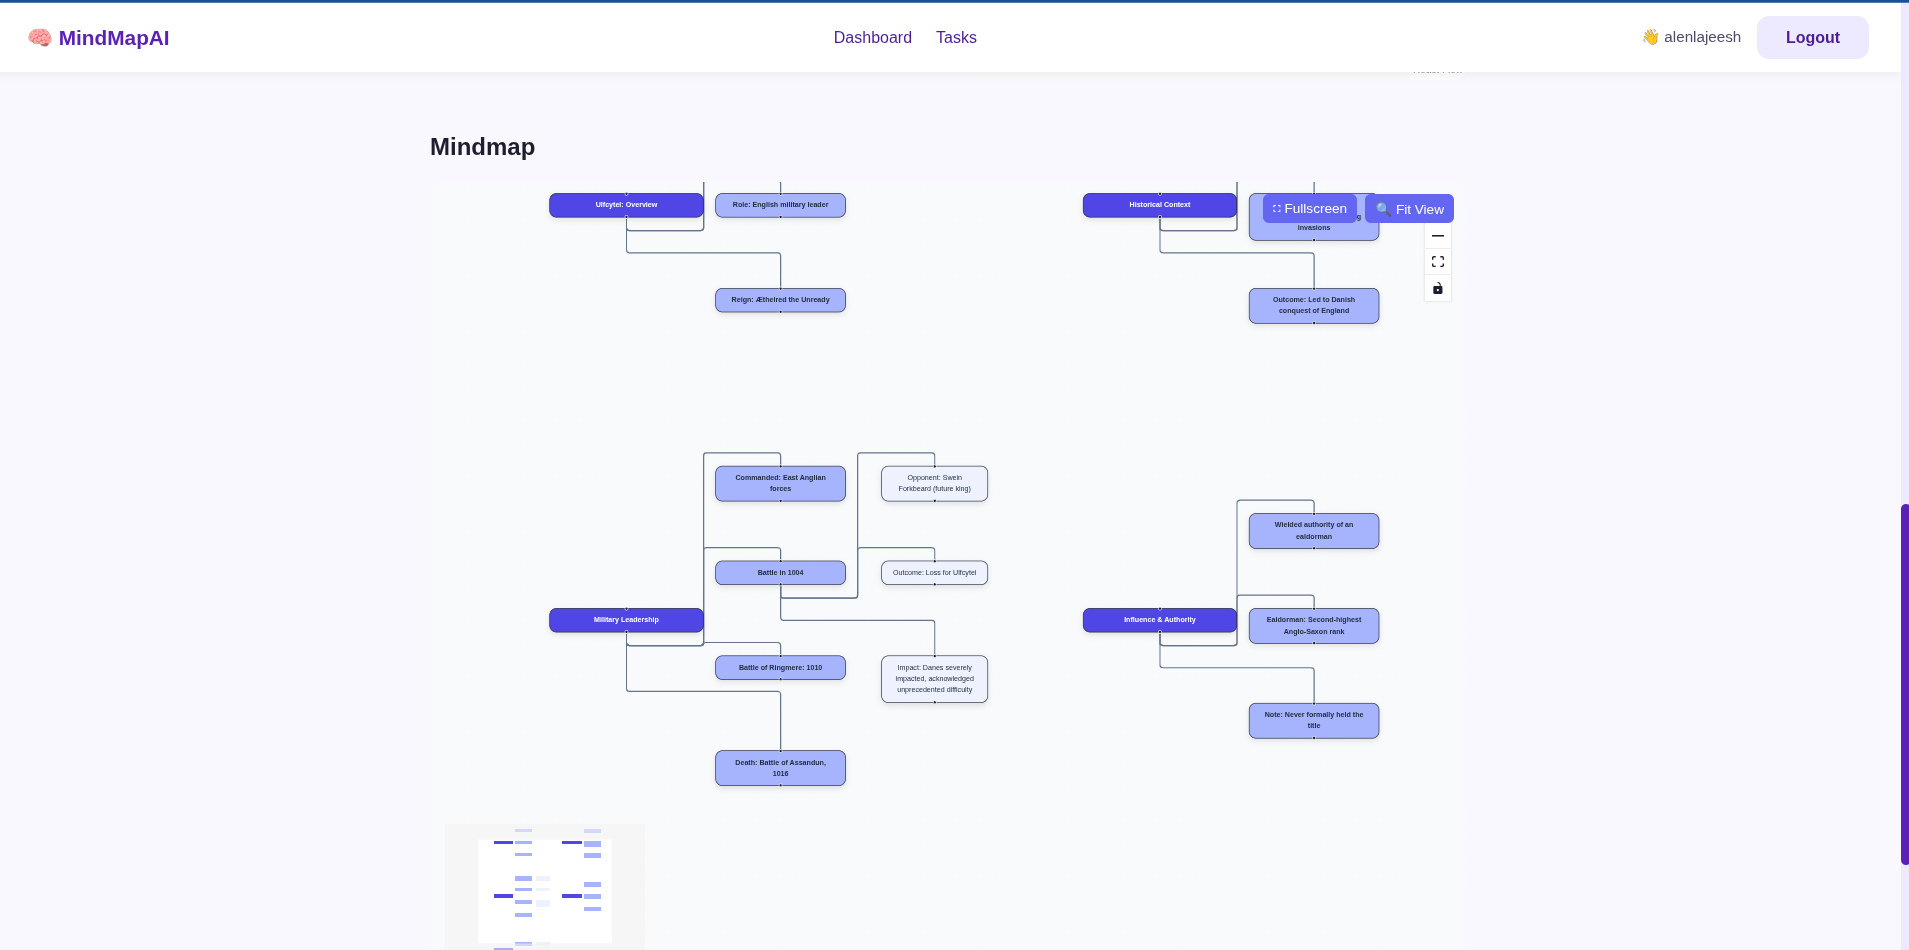 🧠 MindMapAI
Dashboard
Tasks
👋 alenlajeesh
Logout
Mindmap
Ulfcytel: Overview
Role: English military leader
Reign: Æthelred the Unready
Historical Context
invasions
Fullscreen
🔍 Fit View
Outcome: Led to Danish
conquest of England
Commanded: East Anglian
forces
Opponent: Swein
Forkbeard (future king)
Battle in 1004
Outcome: Loss for Ulfcytel
Military Leadership
Battle of Ringmere: 1010
Impact: Danes severely
impacted, acknowledged
unprecedented difficulty
Death: Battle of Assandun,
1016
Wielded authority of an
ealdorman
Influence & Authority
Ealdorman: Second-highest
Anglo-Saxon rank
Note: Never formally held the
title